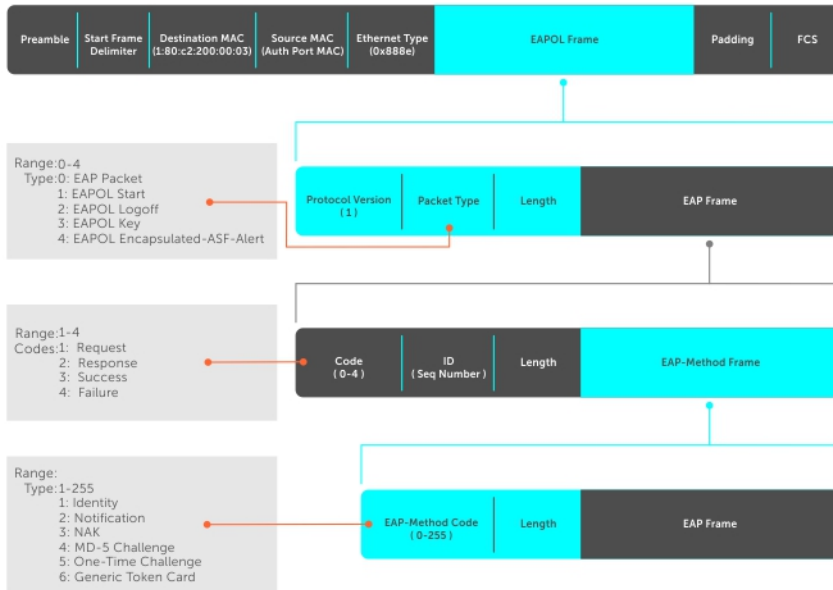 Preamble
Start Frame
Delimiter
Destination MAC
(1:80:c2:200:00:03)
Source MAC
(Auth Port MAC)
Ethernet Type
(0x888e)
EAPOL Frame
Padding
FCS
Range:0-4
Type:0: EAP Packet
1: EAPOL Start
2: EAPOL Logoff
3: EAPOL Key
4: EAPOL Encapsulated-ASF-Alert
Protocol Version
( 1 )
Packet Type
Length
EAP Frame
Range:1-4
Codes:1: Request
2: Response
3: Success
4: Failure
Code
( 0-4 )
ID
( Seq Number )
Length
EAP-Method Frame
Range:
Type:1-255
1: Identity
2: Notification
3: NAK
4: MD-5 Challenge
5: One-Time Challenge
6: Generic Token Card
EAP-Method Code
( 0-255 )
Length
EAP Frame